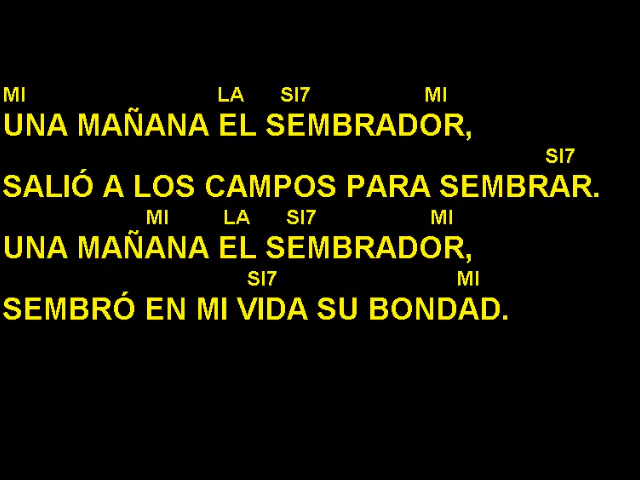 MI LA SI7 MI
UNA MAÑANA EL SEMBRADOR,
SI7
SALIÓ A LOS CAMPOS PARA SEMBRAR.
MI LA SI7 MI
UNA MAÑANA EL SEMBRADOR,
SI7 MI
SEMBRÓ EN MI VIDA SU BONDAD.